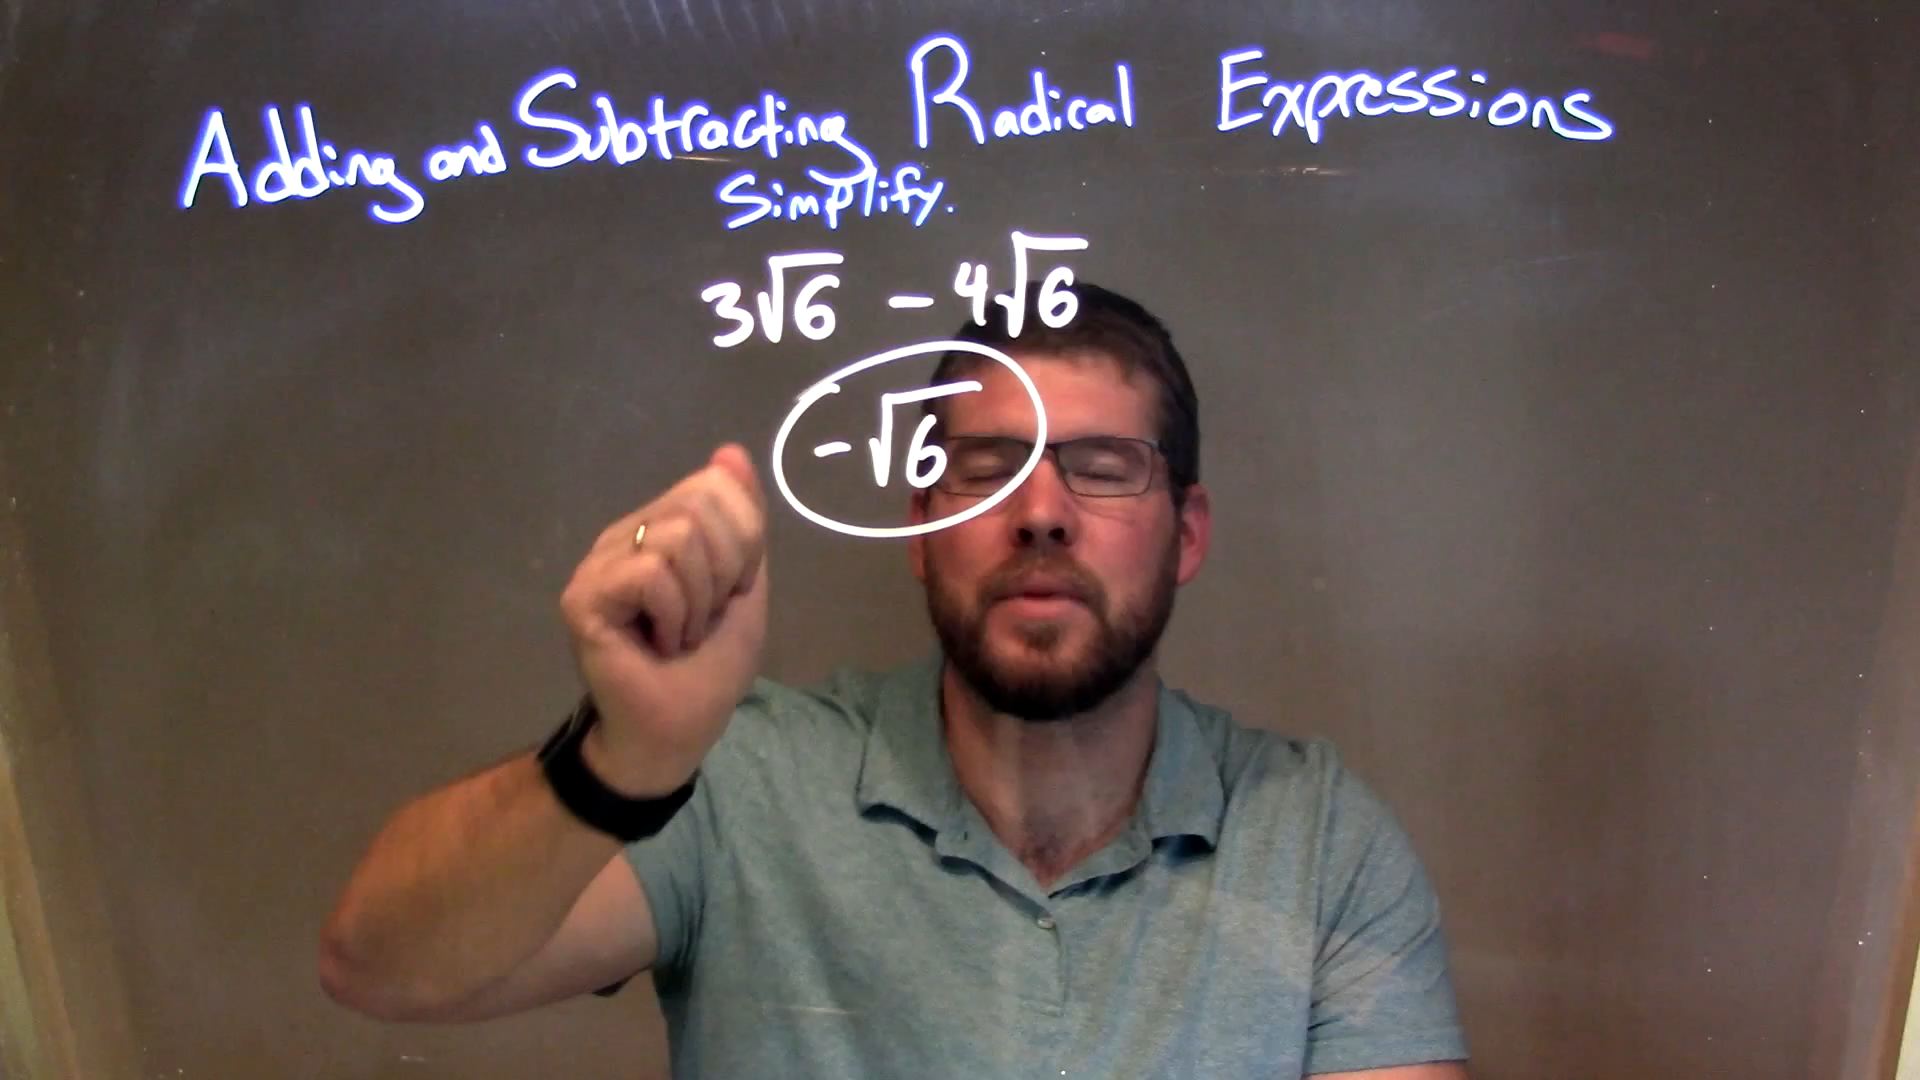 Adding and Subtracting Radical Expressions
Simplify.
3√6 - 4√6
-√6